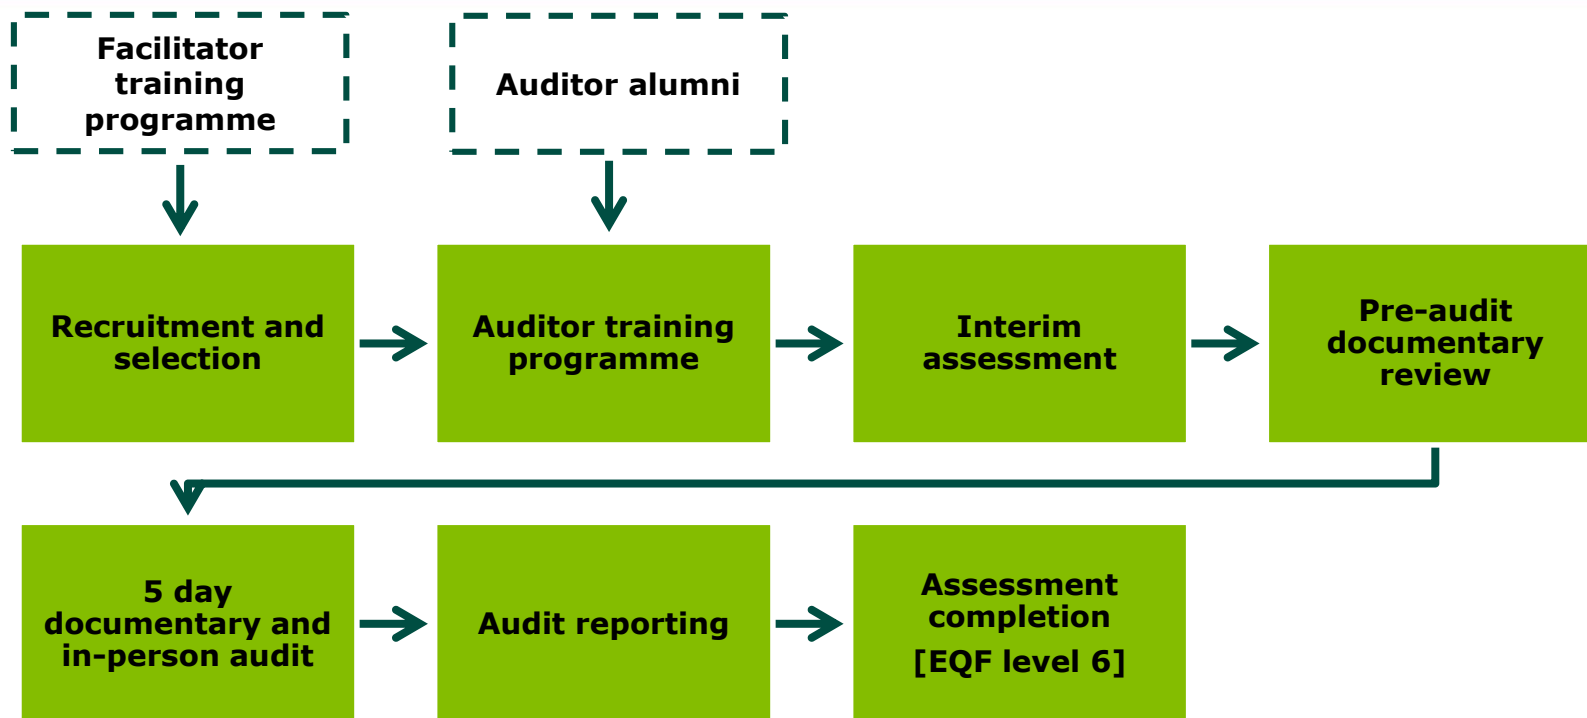 Facilitator
training
programme
Auditor alumni
Recruitment and
selection
Auditor training
programme
Interim
assessment
Pre-audit
documentary
review
5 day
documentary and
in-person audit
Audit reporting
Assessment
completion
[EQF level 6]